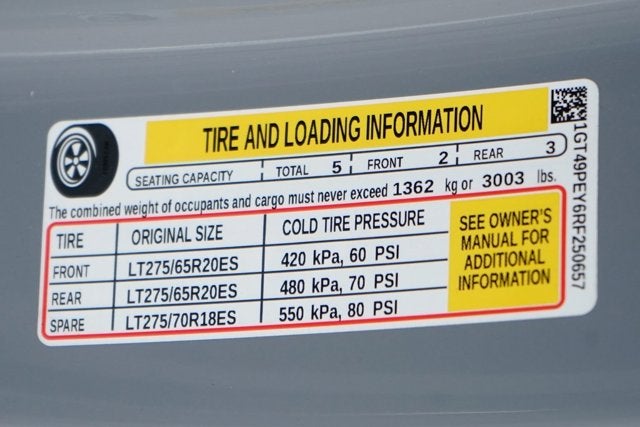 TIRE AND LOADING INFORMATION
SEATING CAPACITY TOTAL 5 FRONT 2 REAR 3
The combined weight of occupants and cargo must never exceed 1362 kg or 3003 lbs.
TIRE ORIGINAL SIZE COLD TIRE PRESSURE
FRONT LT275/65R20ES 420 kPa, 60 PSI
REAR LT275/65R20ES 480 kPa, 70 PSI
SPARE LT275/70R18ES 550 kPa, 80 PSI
SEE OWNER'S
MANUAL FOR
ADDITIONAL
INFORMATION
1GT49PEY6RF250657